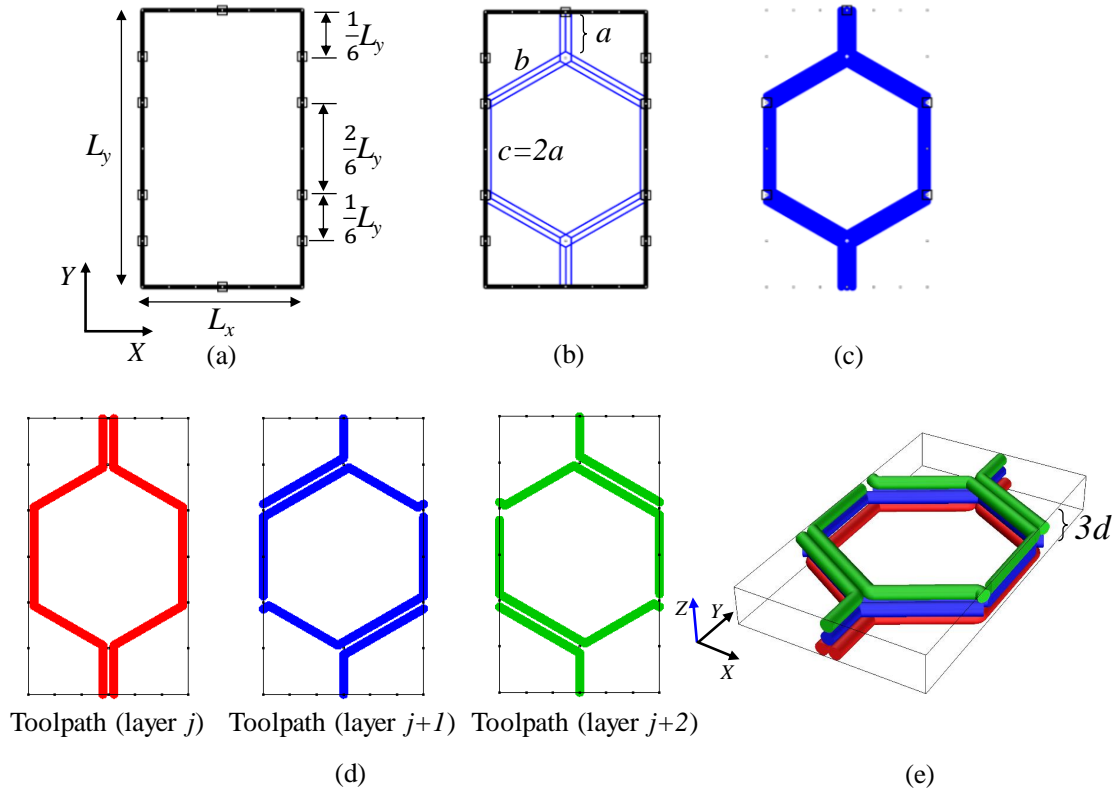 1/6 L_y
L_y
2/6 L_y
1/6 L_y
Y
X
L_x
(a)
a
b
c=2a
(b)
(c)
Toolpath (layer j)
Toolpath (layer j+1)
Toolpath (layer j+2)
(d)
3d
Z
Y
X
(e)